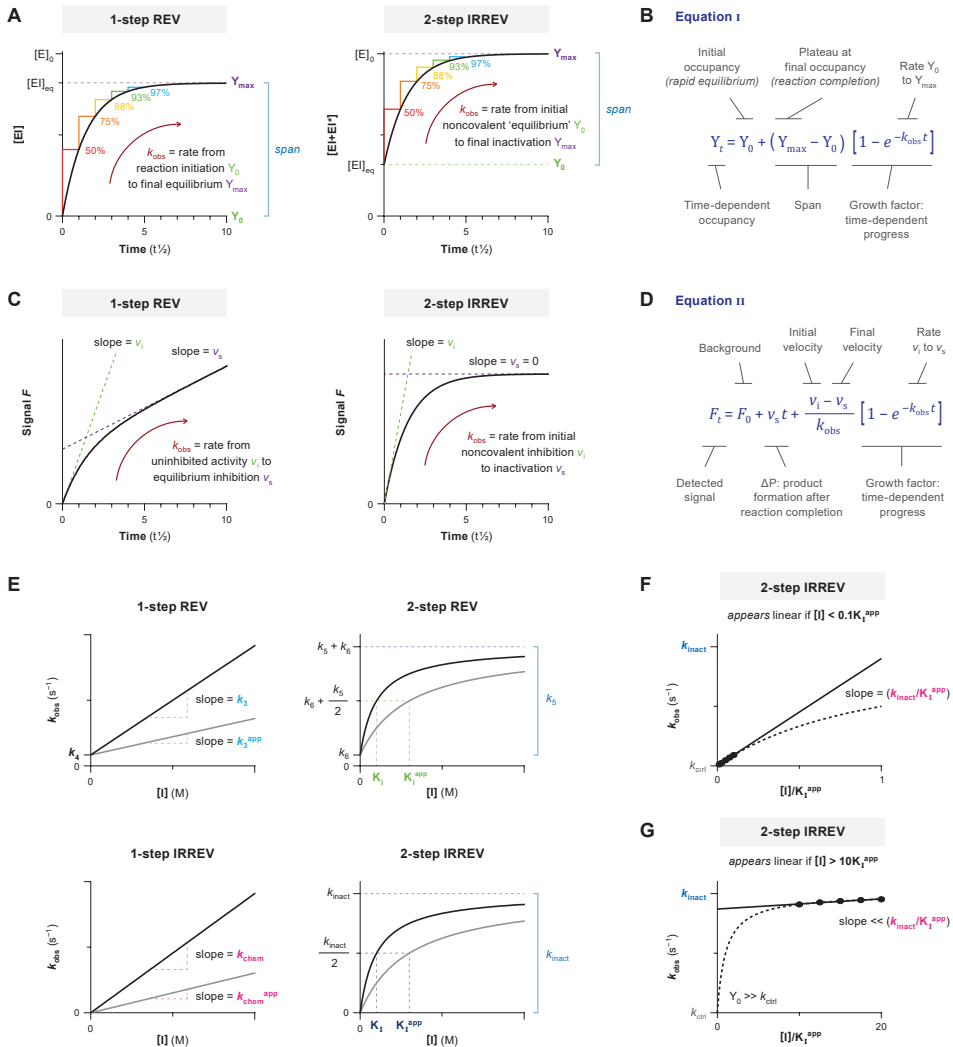 A
1-step REV
[E]₀
[EI]eq
[EI]
0
50%
75%
88%
93%
97%
Ymax
span
kobs = rate from
reaction initiation Y₀
to final equilibrium Ymax
Y₀
0
5
10
Time (t½)
2-step IRREV
[E]₀
[EI+EI*]
[EI]eq
0
50%
75%
88%
93%
97%
Ymax
span
kobs = rate from initial
noncovalent ‘equilibrium’ Y₀
to final inactivation Ymax
Y₀
0
5
10
Time (t½)
B
Equation I
Initial
occupancy
(rapid equilibrium)
Plateau at
final occupancy
(reaction completion)
Rate Y₀
to Ymax
Yt = Y₀ + (Ymax − Y₀) [1 − e^−kobs t]
Time-dependent
occupancy
Span
Growth factor:
time-dependent
progress
C
1-step REV
slope = vi
slope = vs
Signal F
kobs = rate from
uninhibited activity vi to
equilibrium inhibition vs
0
0
5
10
Time (t½)
2-step IRREV
slope = vi
slope = vs = 0
Signal F
kobs = rate from initial
noncovalent inhibition vi
to inactivation vs
0
0
5
10
Time (t½)
D
Equation II
Background
Initial
velocity
Final
velocity
Rate
vi to vs
Ft = F₀ + vs t + (vi − vs)/kobs [1 − e^−kobs t]
Detected
signal
ΔP: product
formation after
reaction completion
Growth factor:
time-dependent
progress
E
1-step REV
kobs (s⁻¹)
slope = k₃
slope = k₃app
k₄
0
0
[I] (M)
2-step REV
k₅ + k₆
k₆ + k₅/2
k₆
0
k₅
0
Ki
Kiapp
[I] (M)
1-step IRREV
kobs (s⁻¹)
slope = kchem
slope = kchemapp
0
0
[I] (M)
2-step IRREV
kinact
kinact/2
0
kinact
0
KI
KIapp
[I] (M)
F
2-step IRREV
appears linear if [I] < 0.1KIapp
kinact
kobs (s⁻¹)
slope = (kinact/KIapp)
kctrl
0
1
[I]/KIapp
G
2-step IRREV
appears linear if [I] > 10KIapp
kinact
kobs (s⁻¹)
slope << (kinact/KIapp)
Y₀ >> kctrl
kctrl
0
20
[I]/KIapp